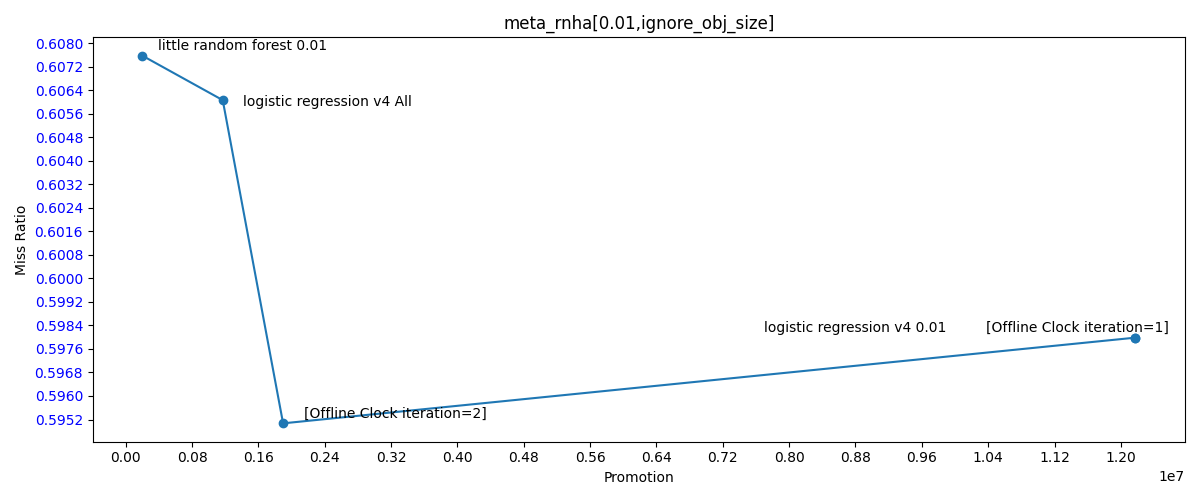 meta_rnha[0.01,ignore_obj_size]
Miss Ratio
0.6080
0.6072
0.6064
0.6056
0.6048
0.6040
0.6032
0.6024
0.6016
0.6008
0.6000
0.5992
0.5984
0.5976
0.5968
0.5960
0.5952
little random forest 0.01
logistic regression v4 All
logistic regression v4 0.01
[Offline Clock iteration=1]
[Offline Clock iteration=2]
0.00 0.08 0.16 0.24 0.32 0.40 0.48 0.56 0.64 0.72 0.80 0.88 0.96 1.04 1.12 1.20
1e7
Promotion